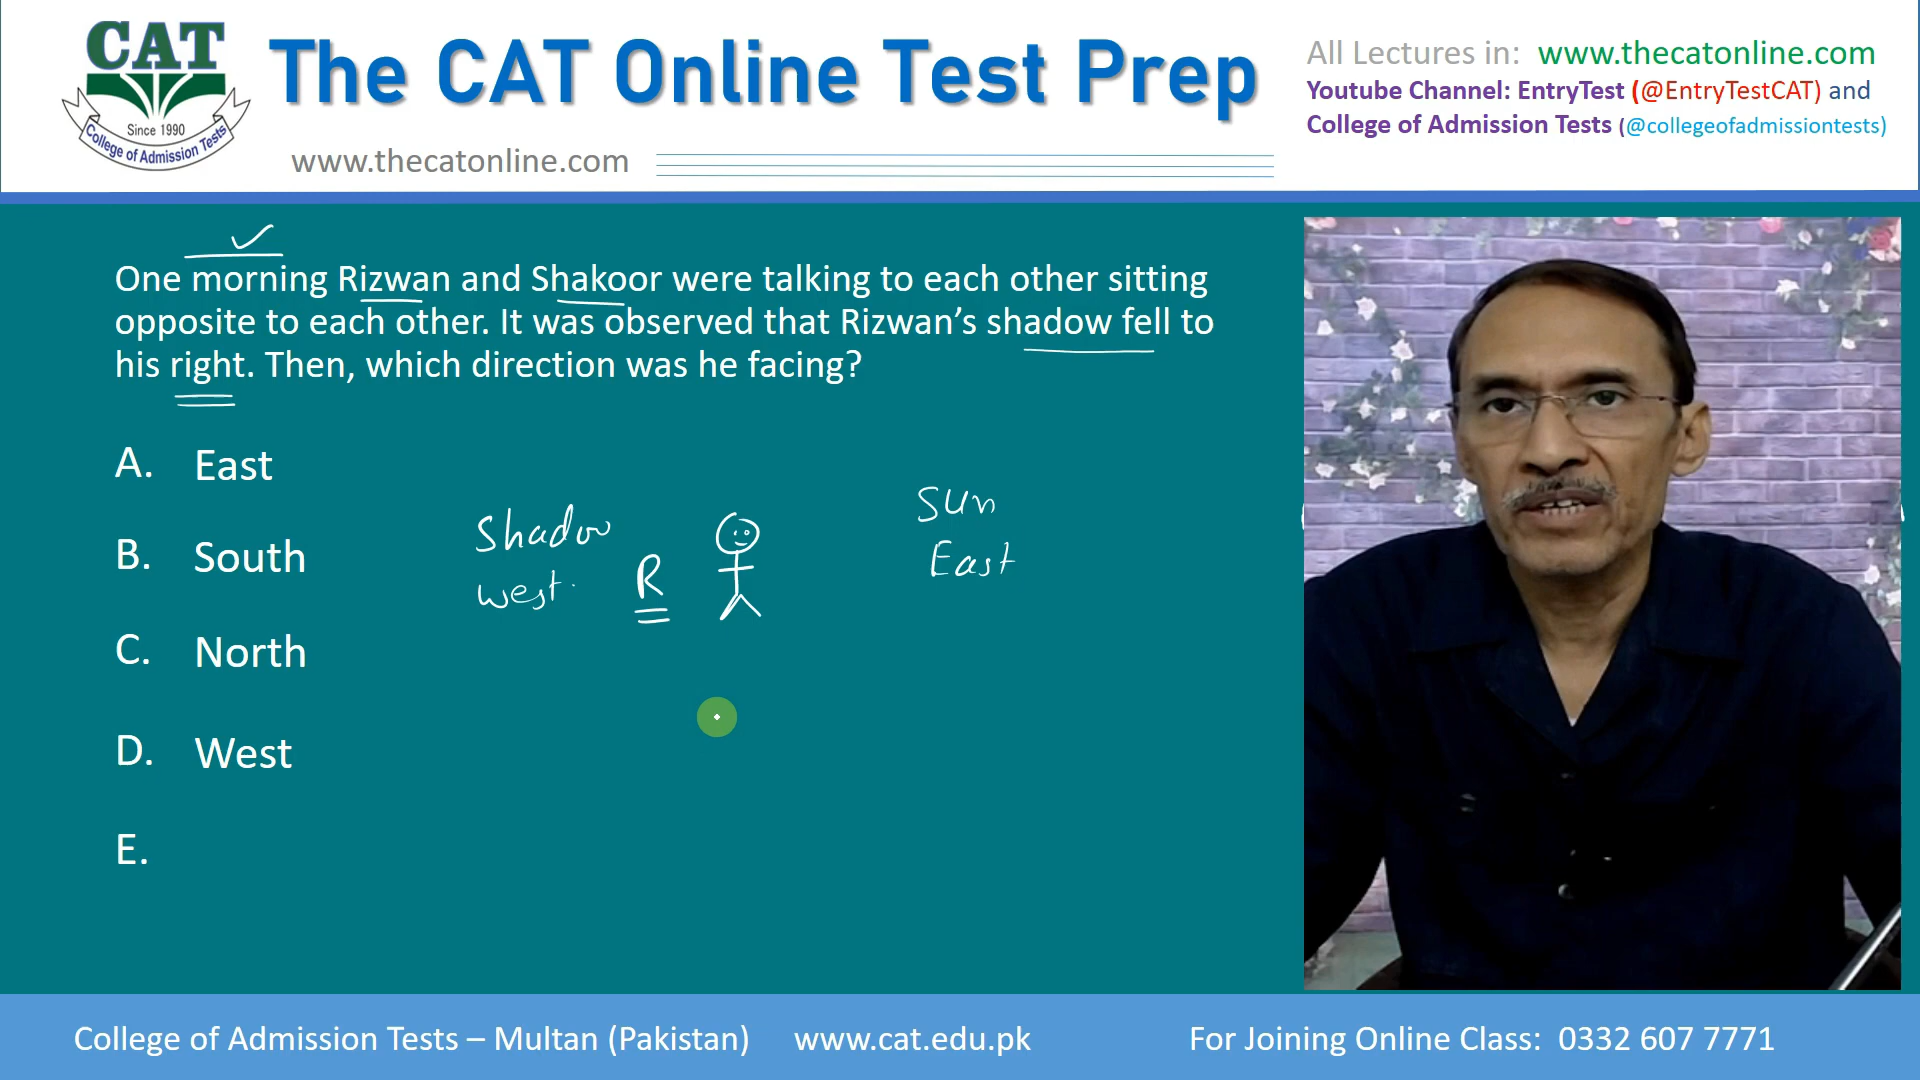 CAT
Since 1990
College of Admission Tests
The CAT Online Test Prep
www.thecatonline.com
All Lectures in: www.thecatonline.com
Youtube Channel: EntryTest (@EntryTestCAT) and
College of Admission Tests (@collegeofadmissiontests)
One morning Rizwan and Shakoor were talking to each other sitting
opposite to each other. It was observed that Rizwan's shadow fell to
his right. Then, which direction was he facing?
A. East
B. South
C. North
D. West
E.
Shadow
west.
R
Sun
East
College of Admission Tests – Multan (Pakistan) www.cat.edu.pk For Joining Online Class: 0332 607 7771